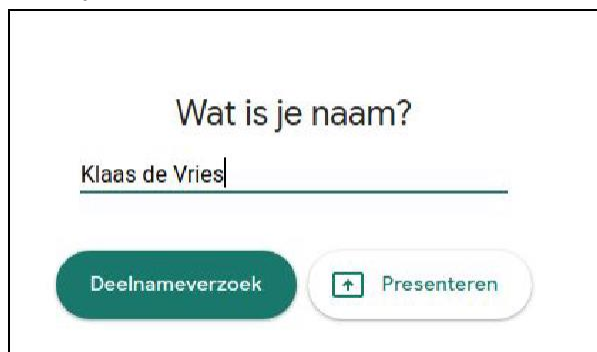 Wat is je naam?
Klaas de Vries
Deelnameverzoek Presenteren